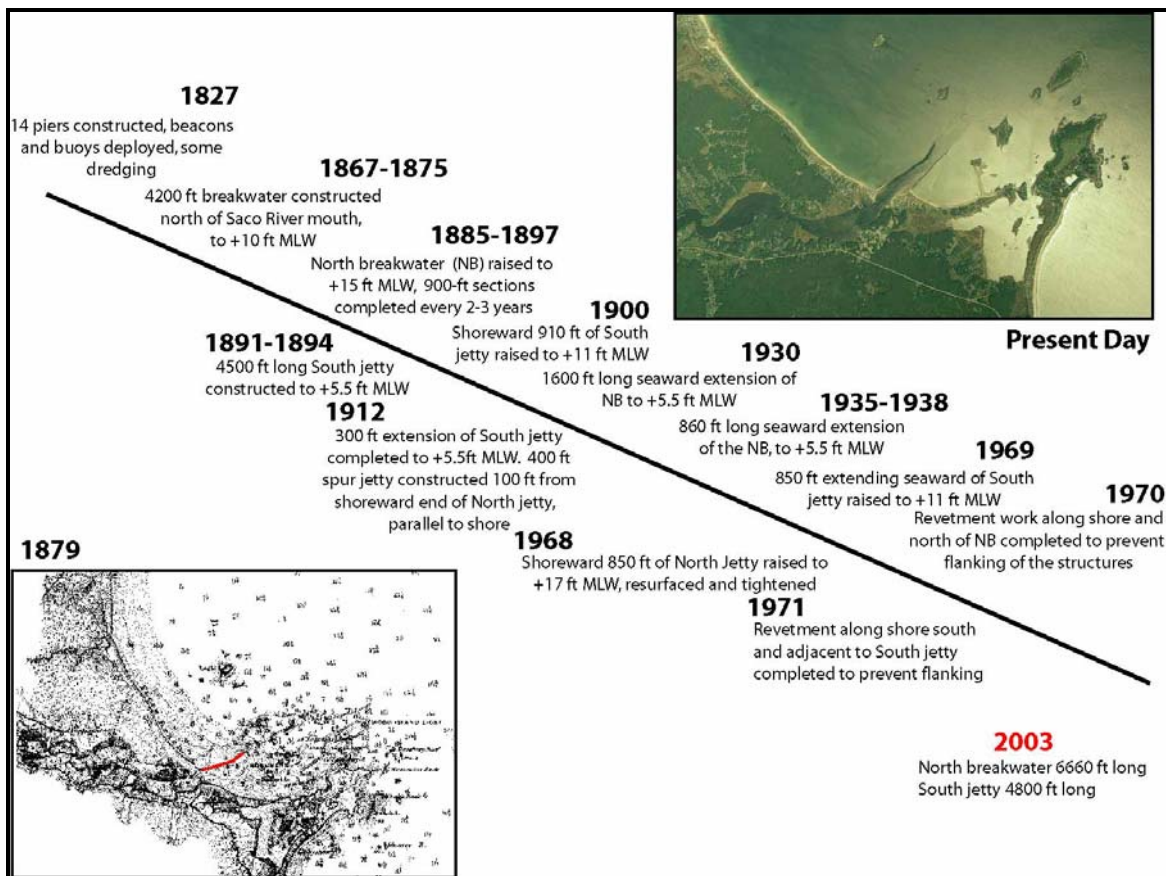 1827
14 piers constructed, beacons
and buoys deployed, some
dredging
1867-1875
4200 ft breakwater constructed
north of Saco River mouth,
to +10 ft MLW
1885-1897
North breakwater (NB) raised to
+15 ft MLW, 900-ft sections
completed every 2-3 years
1891-1894
4500 ft long South jetty
constructed to +5.5 ft MLW
1900
Shoreward 910 ft of South
jetty raised to +11 ft MLW
1912
300 ft extension of South jetty
completed to +5.5ft MLW. 400 ft
spur jetty constructed 100 ft from
shoreward end of North jetty,
parallel to shore
1930
1600 ft long seaward extension of
NB to +5.5 ft MLW
1935-1938
860 ft long seaward extension
of the NB, to +5.5 ft MLW
1968
Shoreward 850 ft of North Jetty raised to
+17 ft MLW, resurfaced and tightened
1969
850 ft extending seaward of South
jetty raised to +11 ft MLW
1970
Revetment work along shore and
north of NB completed to prevent
flanking of the structures
1971
Revetment along shore south
and adjacent to South jetty
completed to prevent flanking
2003
North breakwater 6660 ft long
South jetty 4800 ft long
Present Day
1879